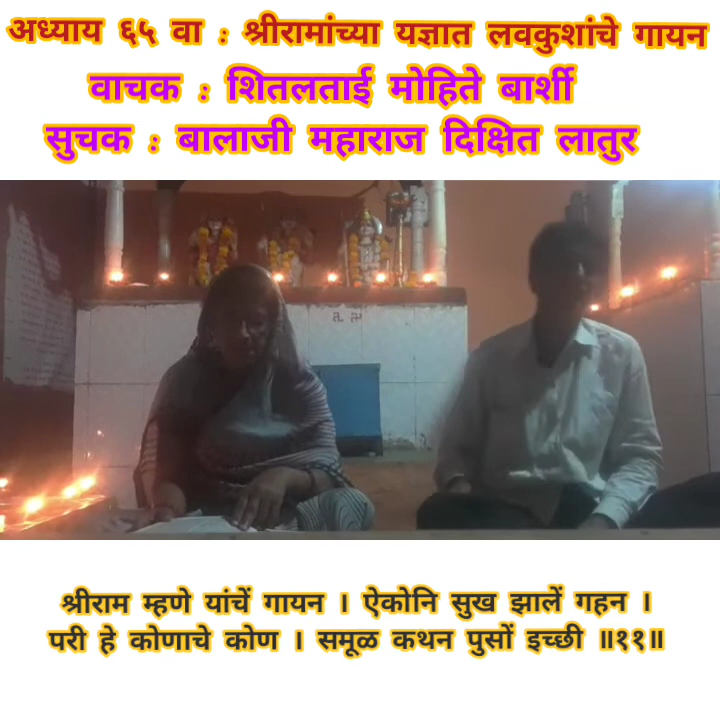 अध्याय ६५ वा : श्रीरामांच्या यज्ञात लवकुशांचे गायन
वाचक : शितलताई मोहिते बार्शी
सुचक : बालाजी महाराज दिक्षित लातुर
श्रीराम म्हणे यांचें गायन । ऐकोनि सुख झालें गहन ।
परी हे कोणाचे कोण । समूळ कथन पुसों इच्छी ॥११॥